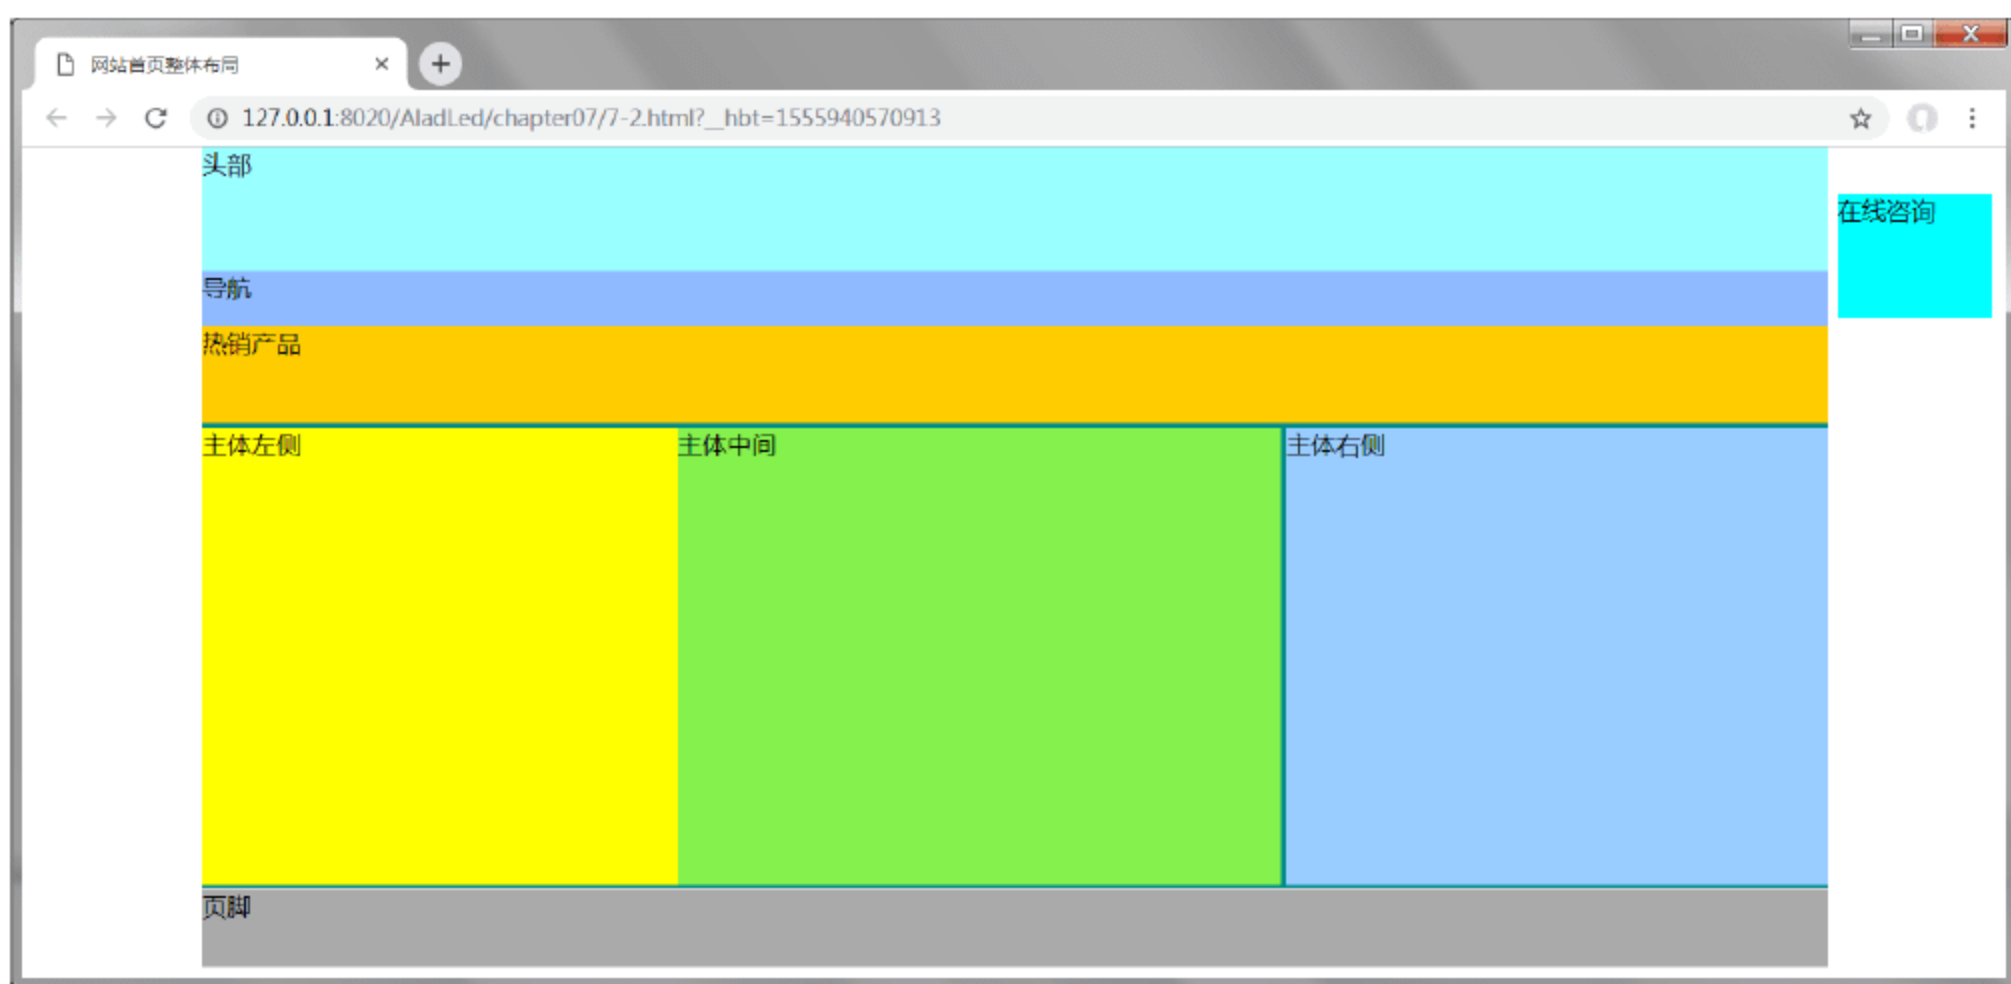 网站首页整体布局
127.0.0.1:8020/AladLed/chapter07/7-2.html?__hbt=1555940570913
头部
在线咨询
导航
热销产品
主体左侧
主体中间
主体右侧
页脚